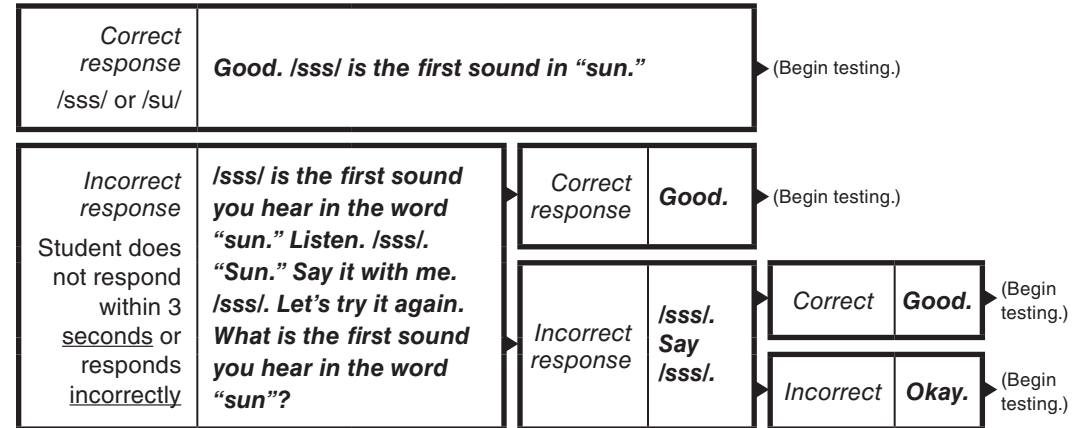 Correct
response
/sss/ or /su/
Good. /sss/ is the first sound in “sun.”
(Begin testing.)
Incorrect
response
Student does
not respond
within 3
seconds or
responds
incorrectly
/sss/ is the first sound
you hear in the word
“sun.” Listen. /sss/.
“Sun.” Say it with me.
/sss/. Let’s try it again.
What is the first sound
you hear in the word
“sun”?
Correct
response
Good.
(Begin testing.)
Incorrect
response
/sss/.
Say
/sss/.
Correct
Good.
(Begin
testing.)
Incorrect
Okay.
(Begin
testing.)